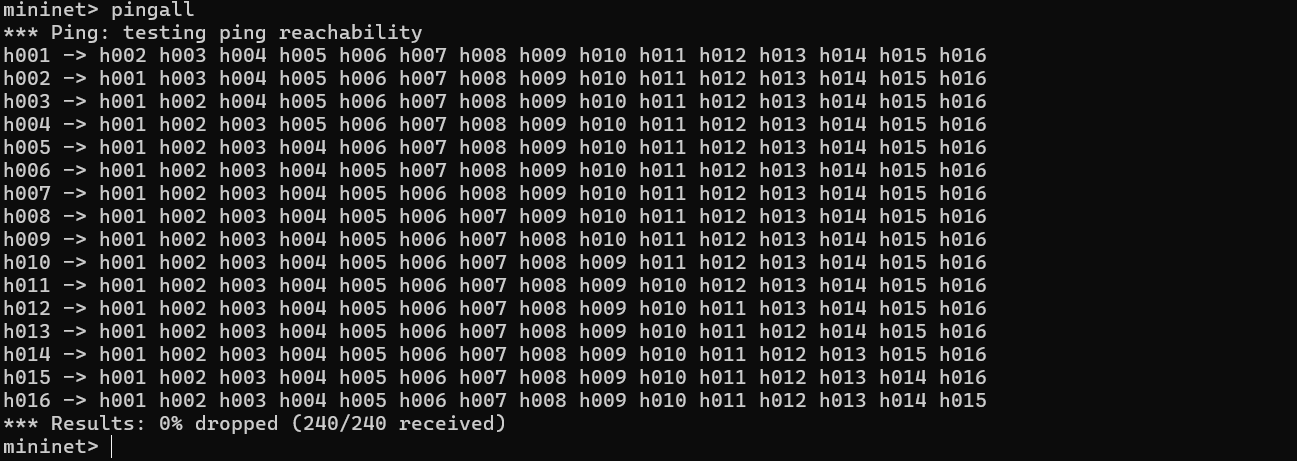 mininet> pingall
*** Ping: testing ping reachability
h001 -> h002 h003 h004 h005 h006 h007 h008 h009 h010 h011 h012 h013 h014 h015 h016
h002 -> h001 h003 h004 h005 h006 h007 h008 h009 h010 h011 h012 h013 h014 h015 h016
h003 -> h001 h002 h004 h005 h006 h007 h008 h009 h010 h011 h012 h013 h014 h015 h016
h004 -> h001 h002 h003 h005 h006 h007 h008 h009 h010 h011 h012 h013 h014 h015 h016
h005 -> h001 h002 h003 h004 h006 h007 h008 h009 h010 h011 h012 h013 h014 h015 h016
h006 -> h001 h002 h003 h004 h005 h007 h008 h009 h010 h011 h012 h013 h014 h015 h016
h007 -> h001 h002 h003 h004 h005 h006 h008 h009 h010 h011 h012 h013 h014 h015 h016
h008 -> h001 h002 h003 h004 h005 h006 h007 h009 h010 h011 h012 h013 h014 h015 h016
h009 -> h001 h002 h003 h004 h005 h006 h007 h008 h010 h011 h012 h013 h014 h015 h016
h010 -> h001 h002 h003 h004 h005 h006 h007 h008 h009 h011 h012 h013 h014 h015 h016
h011 -> h001 h002 h003 h004 h005 h006 h007 h008 h009 h010 h012 h013 h014 h015 h016
h012 -> h001 h002 h003 h004 h005 h006 h007 h008 h009 h010 h011 h013 h014 h015 h016
h013 -> h001 h002 h003 h004 h005 h006 h007 h008 h009 h010 h011 h012 h014 h015 h016
h014 -> h001 h002 h003 h004 h005 h006 h007 h008 h009 h010 h011 h012 h013 h015 h016
h015 -> h001 h002 h003 h004 h005 h006 h007 h008 h009 h010 h011 h012 h013 h014 h016
h016 -> h001 h002 h003 h004 h005 h006 h007 h008 h009 h010 h011 h012 h013 h014 h015
*** Results: 0% dropped (240/240 received)
mininet>